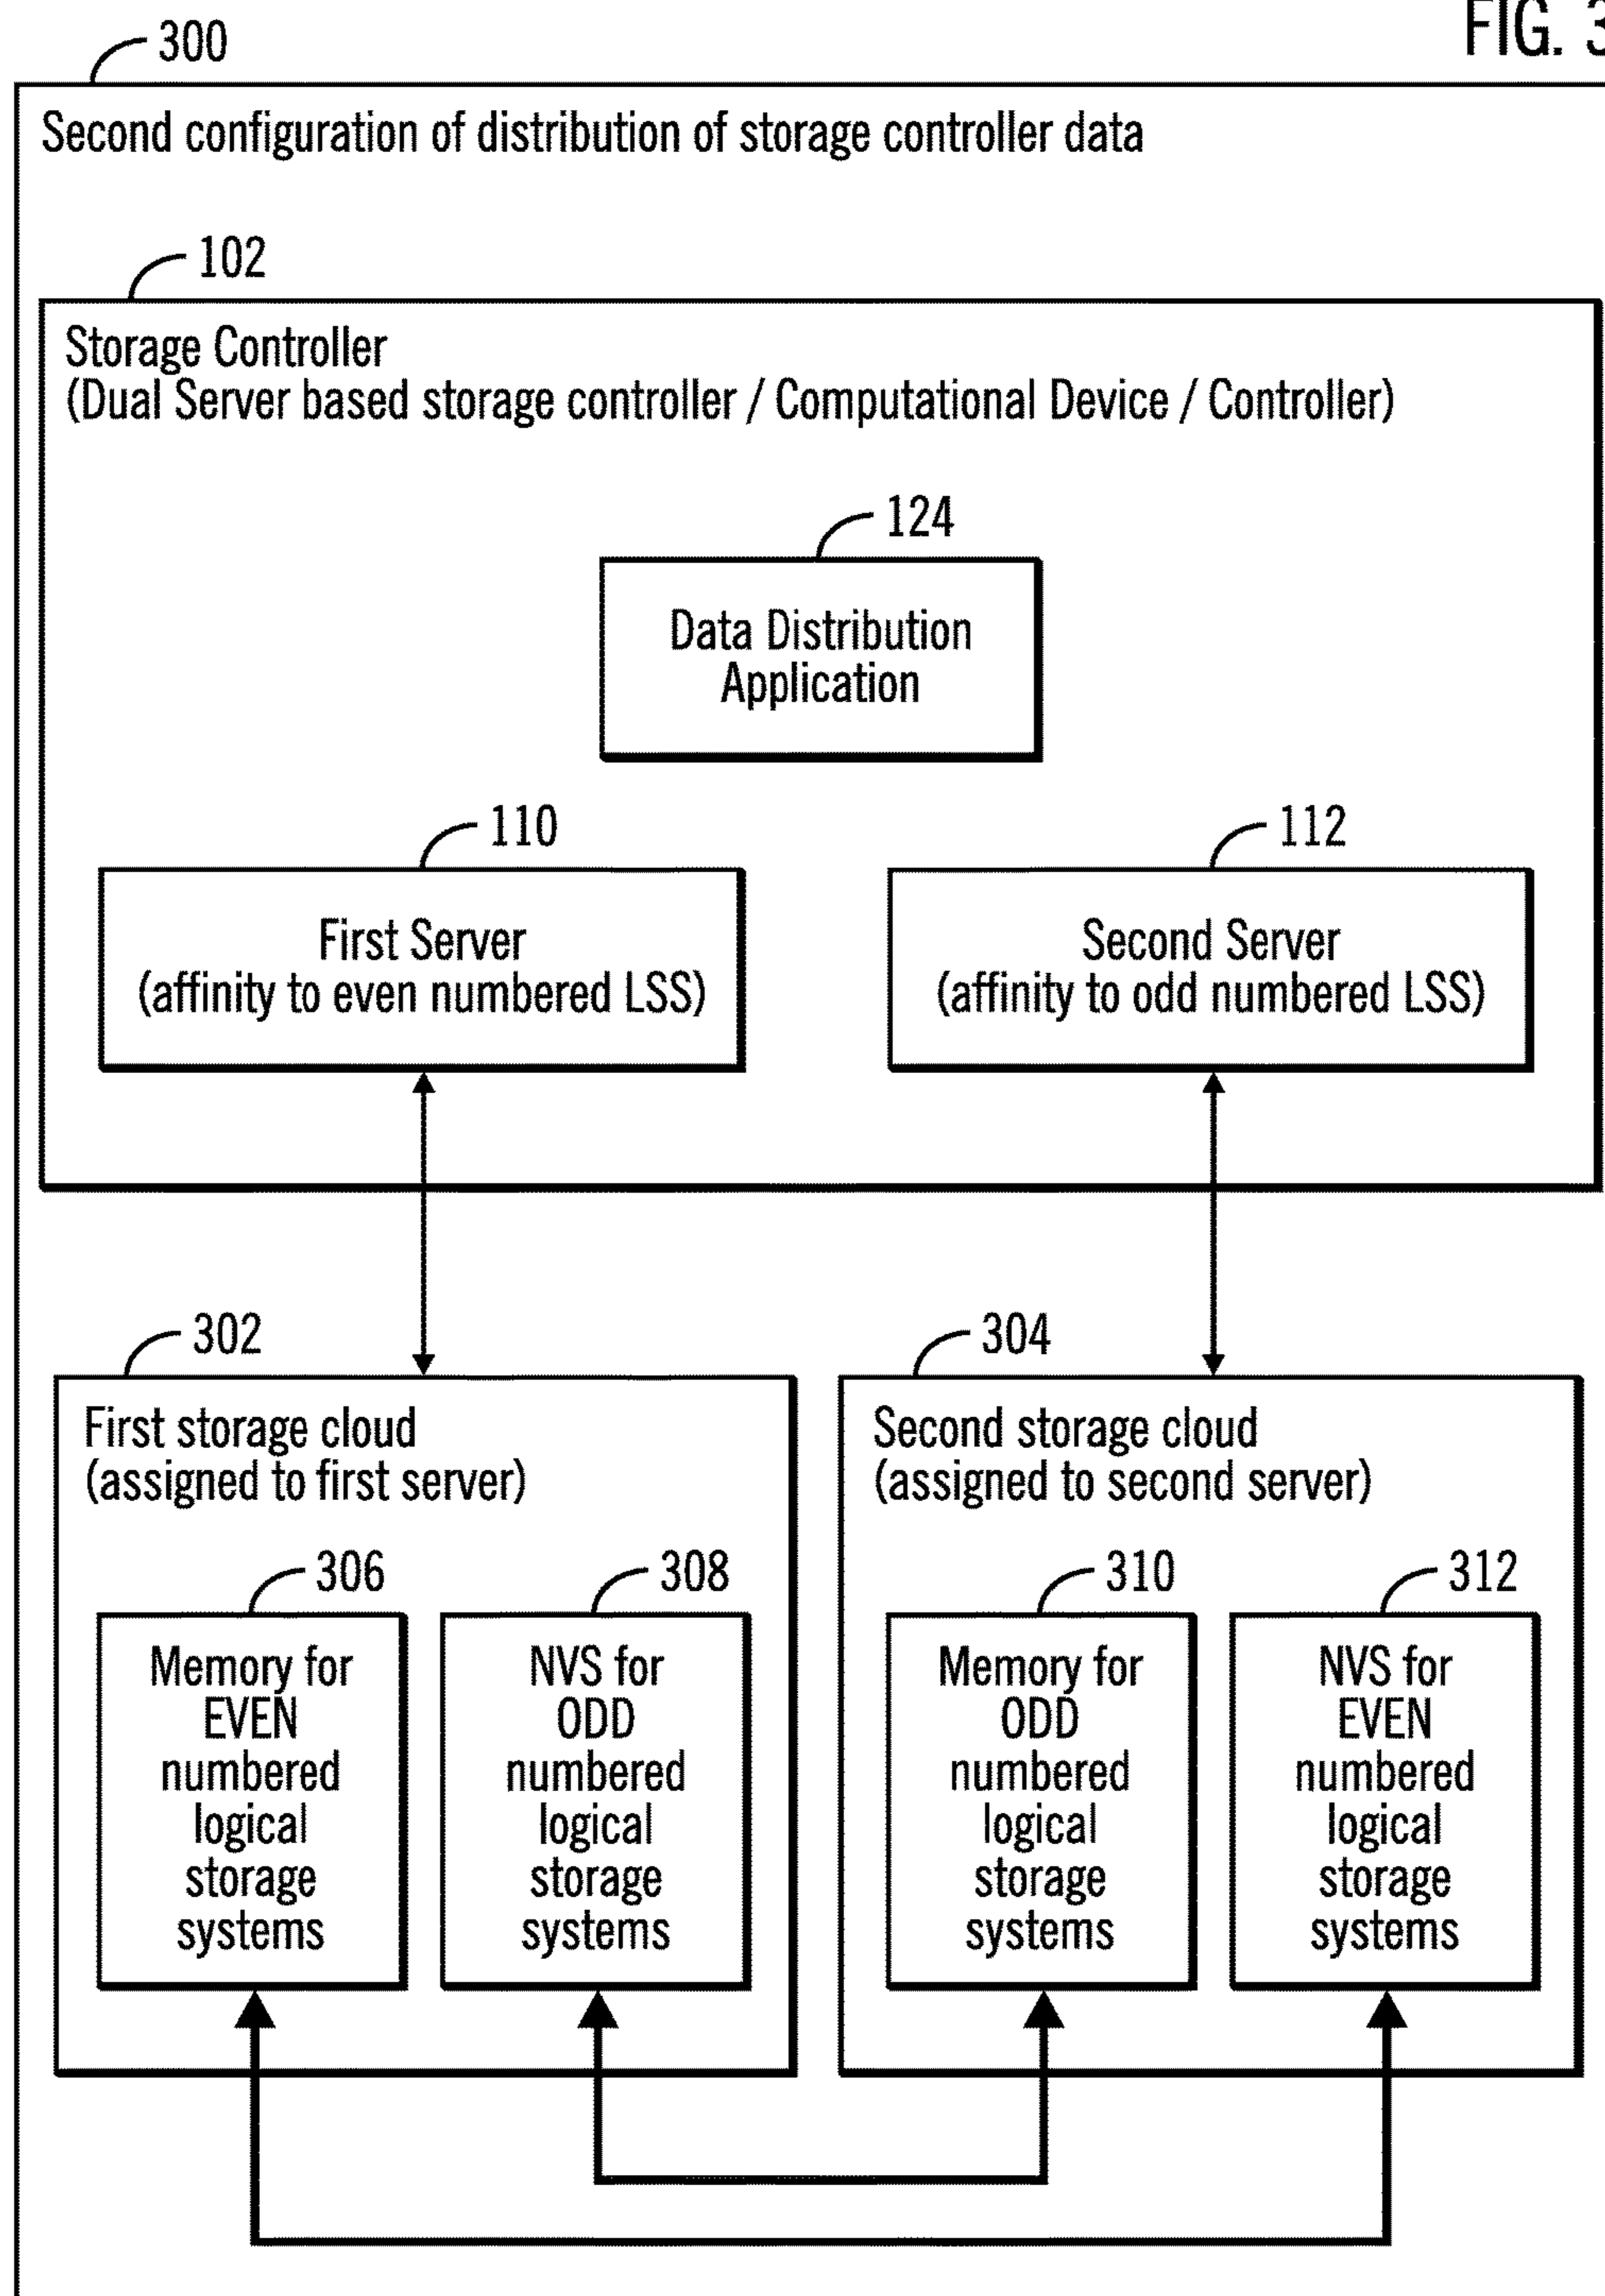 FIG. 3
300
Second configuration of distribution of storage controller data
102
Storage Controller
(Dual Server based storage controller / Computational Device / Controller)
124
Data Distribution
Application
110
112
First Server
(affinity to even numbered LSS)
Second Server
(affinity to odd numbered LSS)
302
304
First storage cloud
(assigned to first server)
Second storage cloud
(assigned to second server)
306
308
310
312
Memory for
EVEN
numbered
logical
storage
systems
NVS for
ODD
numbered
logical
storage
systems
Memory for
ODD
numbered
logical
storage
systems
NVS for
EVEN
numbered
logical
storage
systems